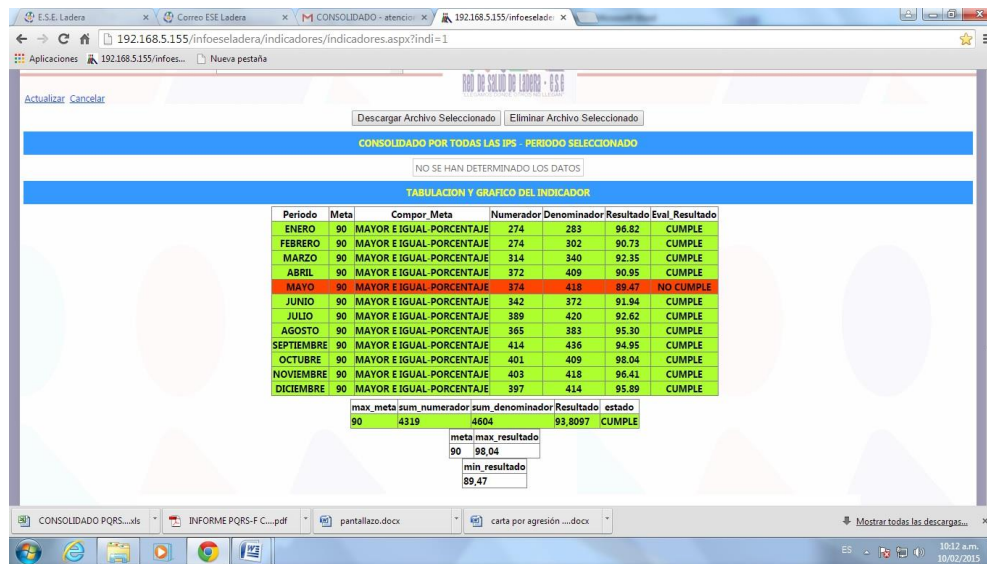 E.S.E. Ladera × Correo ESE Ladera × CONSOLIDADO - atencio × 192.168.5.155/infoeselade ×
192.168.5.155/infoeseladera/indicadores/indicadores.aspx?indi=1
Aplicaciones 192.168.5.155/infoes... Nueva pestaña
Red de Salud de Ladera - E.S.E
Actualizar Cancelar
Descargar Archivo Seleccionado Eliminar Archivo Seleccionado
CONSOLIDADO POR TODAS LAS IPS - PERIODO SELECCIONADO
NO SE HAN DETERMINADO LOS DATOS
TABULACION Y GRAFICO DEL INDICADOR
Periodo Meta Compor_Meta Numerador Denominador Resultado Eval_Resultado
ENERO 90 MAYOR E IGUAL-PORCENTAJE 274 283 96.82 CUMPLE
FEBRERO 90 MAYOR E IGUAL-PORCENTAJE 274 302 90.73 CUMPLE
MARZO 90 MAYOR E IGUAL-PORCENTAJE 314 340 92.35 CUMPLE
ABRIL 90 MAYOR E IGUAL-PORCENTAJE 372 409 90.95 CUMPLE
MAYO 90 MAYOR E IGUAL-PORCENTAJE 374 418 89.47 NO CUMPLE
JUNIO 90 MAYOR E IGUAL-PORCENTAJE 342 372 91.94 CUMPLE
JULIO 90 MAYOR E IGUAL-PORCENTAJE 389 420 92.62 CUMPLE
AGOSTO 90 MAYOR E IGUAL-PORCENTAJE 365 383 95.30 CUMPLE
SEPTIEMBRE 90 MAYOR E IGUAL-PORCENTAJE 414 436 94.95 CUMPLE
OCTUBRE 90 MAYOR E IGUAL-PORCENTAJE 401 409 98.04 CUMPLE
NOVIEMBRE 90 MAYOR E IGUAL-PORCENTAJE 403 418 96.41 CUMPLE
DICIEMBRE 90 MAYOR E IGUAL-PORCENTAJE 397 414 95.89 CUMPLE
max_meta sum_numerador sum_denominador Resultado estado
90 4319 4604 93,8097 CUMPLE
meta max_resultado
90 98,04
min_resultado
89,47
CONSOLIDADO PQRS....xls INFORME PQRS-F C....pdf pantallazo.docx carta por agresión ....docx Mostrar todas las descargas... ×
ES 10:12 a.m.
10/02/2015